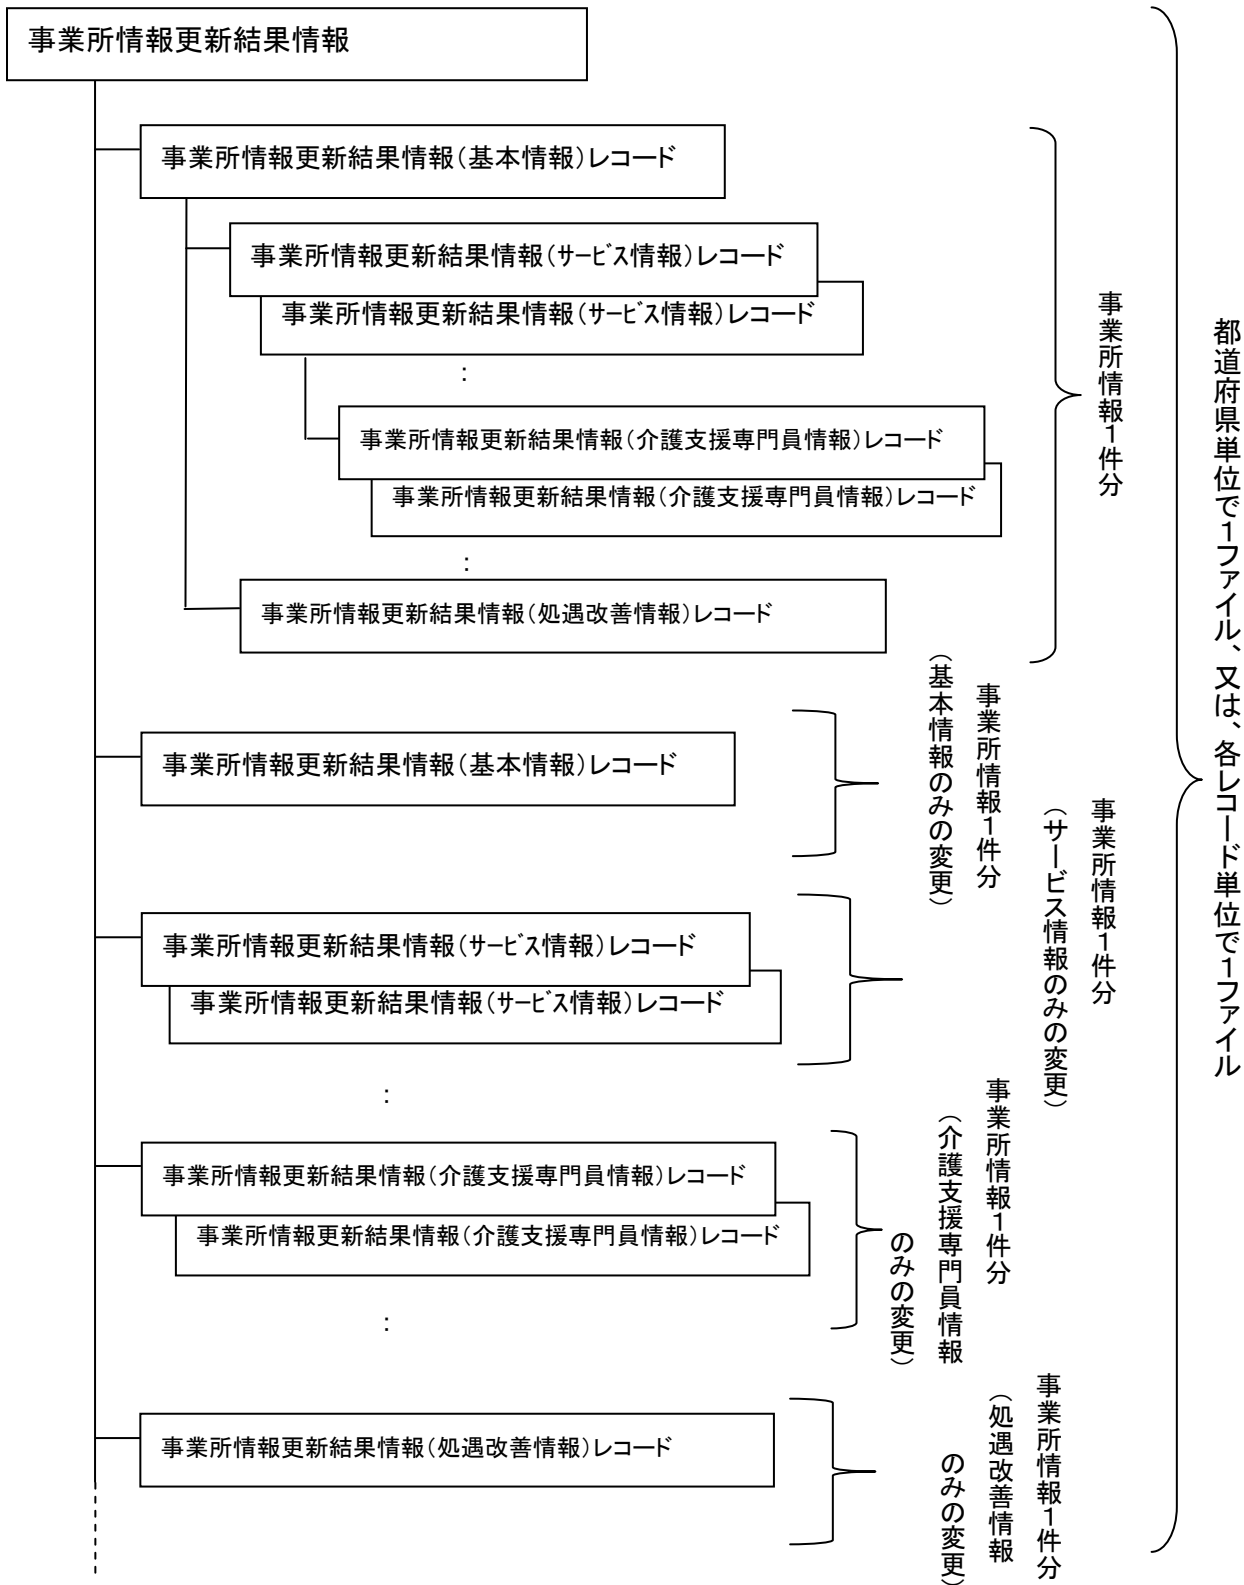 事業所情報更新結果情報
事業所情報更新結果情報(基本情報)レコード
事業所情報更新結果情報(ｻｰﾋﾞｽ情報)レコード
事業所情報更新結果情報(ｻｰﾋﾞｽ情報)レコード
:
事業所情報更新結果情報(介護支援専門員情報)レコード
事業所情報更新結果情報(介護支援専門員情報)レコード
:
事業所情報更新結果情報(処遇改善情報)レコード
事業所情報1件分
事業所情報更新結果情報(基本情報)レコード
事業所情報1件分
(基本情報のみの変更)
事業所情報更新結果情報(ｻｰﾋﾞｽ情報)レコード
事業所情報更新結果情報(ｻｰﾋﾞｽ情報)レコード
:
事業所情報1件分
(サービス情報のみの変更)
事業所情報更新結果情報(介護支援専門員情報)レコード
事業所情報更新結果情報(介護支援専門員情報)レコード
:
事業所情報1件分
(介護支援専門員情報
のみの変更)
事業所情報更新結果情報(処遇改善情報)レコード
事業所情報1件分
(処遇改善情報
のみの変更)
都道府県単位で1ファイル、又は、各レコード単位で1ファイル